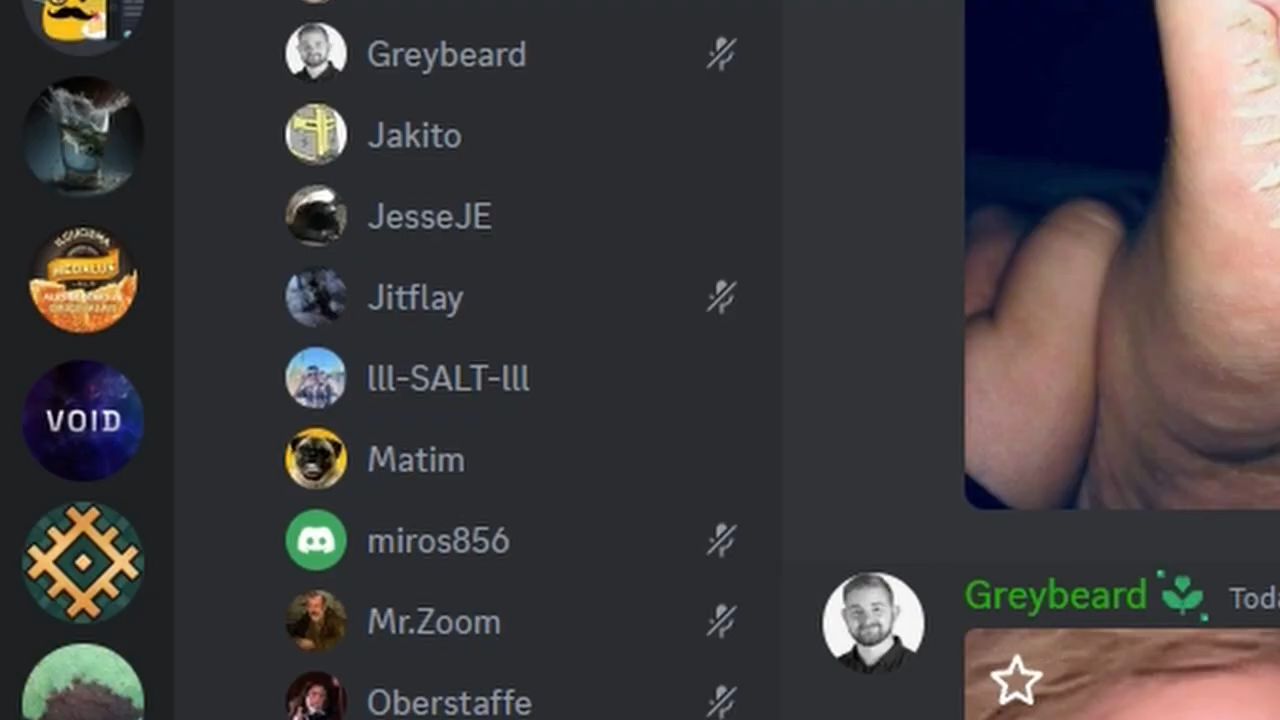 Greybeard
Jakito
JesseJE
Jitflay
lll-SALT-lll
Matim
miros856
Mr.Zoom
Oberstaffe
VOID
Greybeard Toda